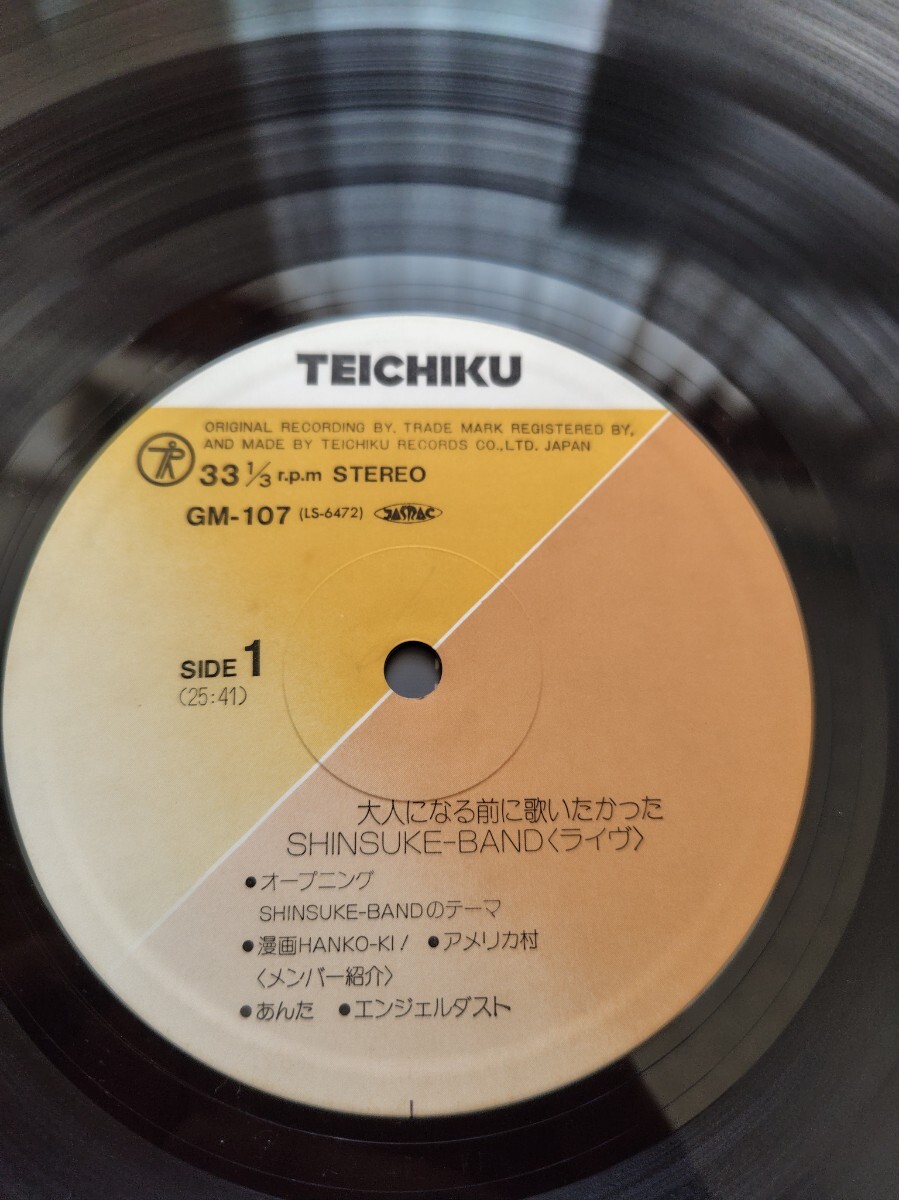 TEICHIKU
ORIGINAL RECORDING BY, TRADE MARK REGISTERED BY,
AND MADE BY TEICHIKU RECORDS CO.,LTD. JAPAN
33 1/3 r.p.m STEREO
GM-107 (LS-6472) JASRAC
SIDE 1
(25:41)
大人になる前に歌いたかった
SHINSUKE-BAND〈ライヴ〉
●オープニング
SHINSUKE-BANDのテーマ
●漫画HANKO-KI! ●アメリカ村
〈メンバー紹介〉
●あんた ●エンジェルダスト